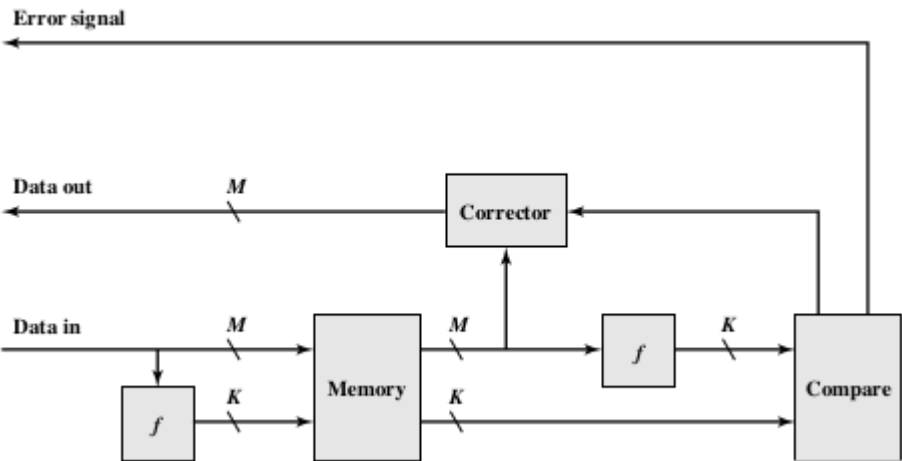 Error signal
Data out
M
Corrector
Data in
M
M
K
f
Memory
Compare
K
K
f